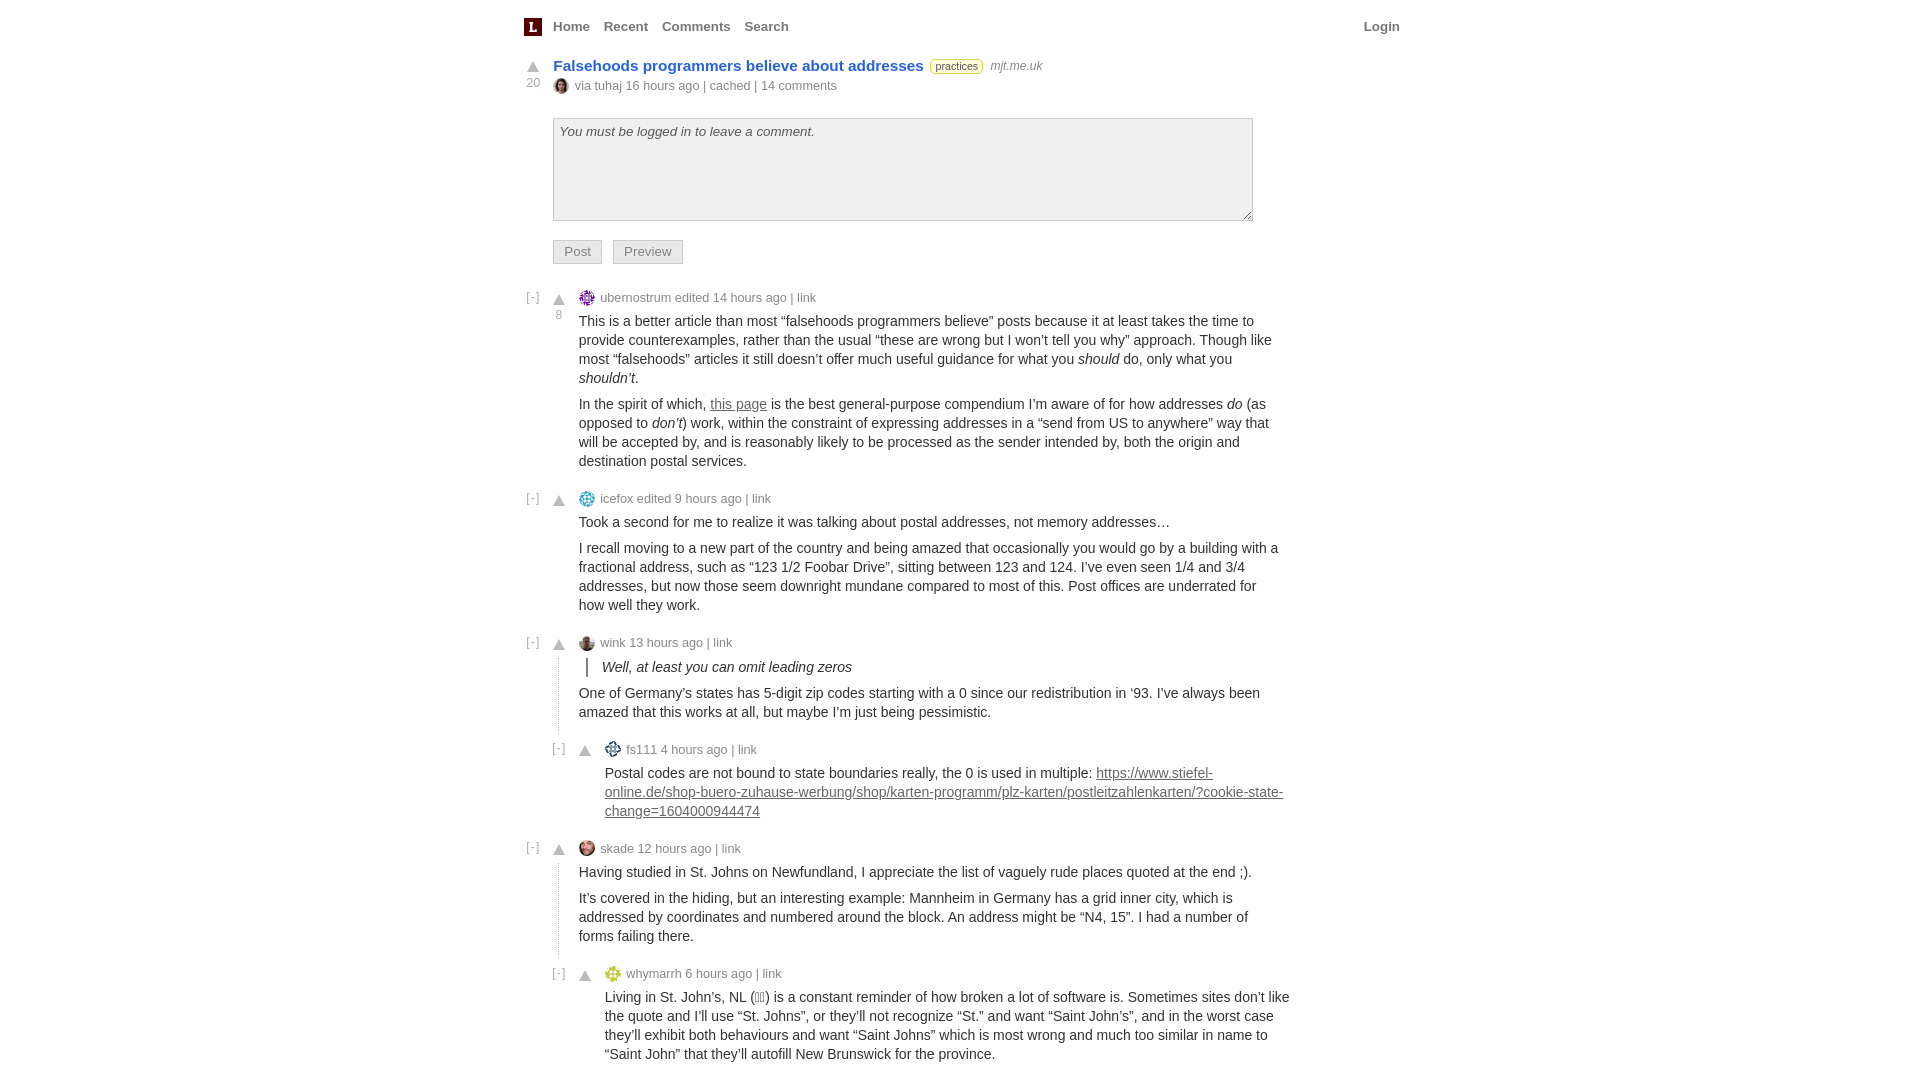 L Home Recent Comments Search Login
Falsehoods programmers believe about addresses practices mjt.me.uk
20
via tuhaj 16 hours ago | cached | 14 comments
You must be logged in to leave a comment.
Post Preview
[-] ubernostrum edited 14 hours ago | link
8
This is a better article than most “falsehoods programmers believe” posts because it at least takes the time to
provide counterexamples, rather than the usual “these are wrong but I won’t tell you why” approach. Though like
most “falsehoods” articles it still doesn’t offer much useful guidance for what you should do, only what you
shouldn’t.
In the spirit of which, this page is the best general-purpose compendium I’m aware of for how addresses do (as
opposed to don’t) work, within the constraint of expressing addresses in a “send from US to anywhere” way that
will be accepted by, and is reasonably likely to be processed as the sender intended by, both the origin and
destination postal services.
[-] icefox edited 9 hours ago | link
Took a second for me to realize it was talking about postal addresses, not memory addresses…
I recall moving to a new part of the country and being amazed that occasionally you would go by a building with a
fractional address, such as “123 1/2 Foobar Drive”, sitting between 123 and 124. I’ve even seen 1/4 and 3/4
addresses, but now those seem downright mundane compared to most of this. Post offices are underrated for
how well they work.
[-] wink 13 hours ago | link
Well, at least you can omit leading zeros
One of Germany’s states has 5-digit zip codes starting with a 0 since our redistribution in ‘93. I’ve always been
amazed that this works at all, but maybe I’m just being pessimistic.
[-] fs111 4 hours ago | link
Postal codes are not bound to state boundaries really, the 0 is used in multiple: https://www.stiefel-
online.de/shop-buero-zuhause-werbung/shop/karten-programm/plz-karten/postleitzahlenkarten/?cookie-state-
change=1604000944474
[-] skade 12 hours ago | link
Having studied in St. Johns on Newfundland, I appreciate the list of vaguely rude places quoted at the end ;).
It’s covered in the hiding, but an interesting example: Mannheim in Germany has a grid inner city, which is
addressed by coordinates and numbered around the block. An address might be “N4, 15”. I had a number of
forms failing there.
[-] whymarrh 6 hours ago | link
Living in St. John’s, NL () is a constant reminder of how broken a lot of software is. Sometimes sites don’t like
the quote and I’ll use “St. Johns”, or they’ll not recognize “St.” and want “Saint John’s”, and in the worst case
they’ll exhibit both behaviours and want “Saint Johns” which is most wrong and much too similar in name to
“Saint John” that they’ll autofill New Brunswick for the province.